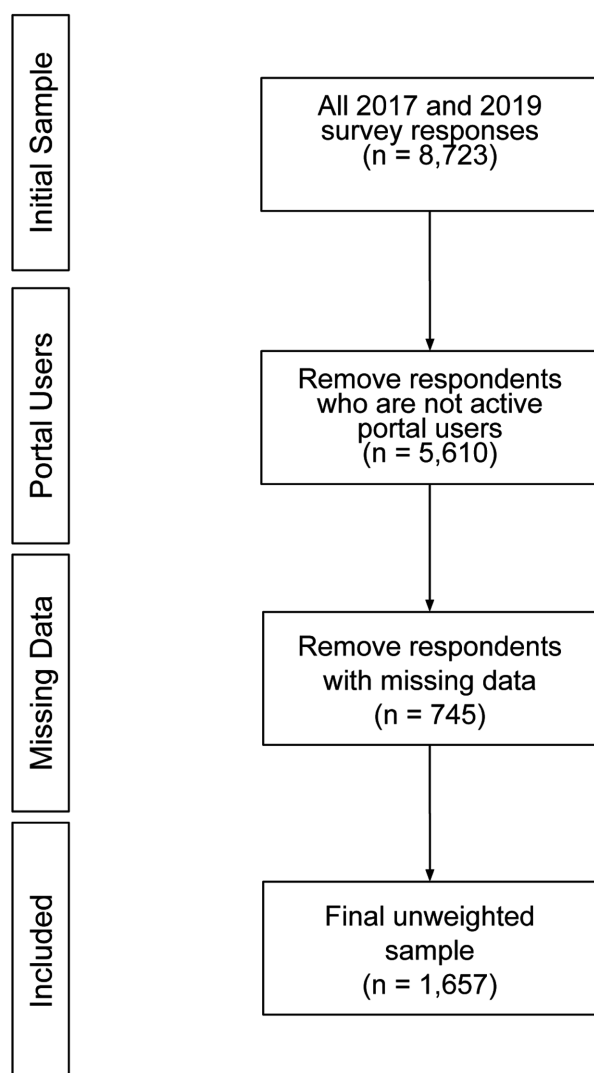 Initial Sample
All 2017 and 2019
survey responses
(n = 8,723)
Portal Users
Remove respondents
who are not active
portal users
(n = 5,610)
Missing Data
Remove respondents
with missing data
(n = 745)
Included
Final unweighted
sample
(n = 1,657)